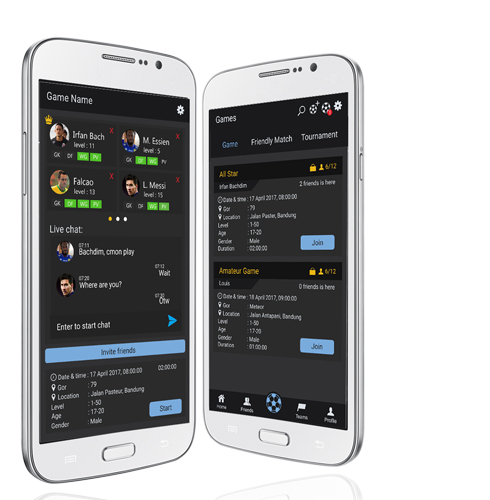 Game Name
Irfan Bach
level : 11
GK DF WG PV
M. Essien
level : 5
GK DF WG PV
Falcao
level : 13
GK DF WG PV
L. Messi
level : 15
GK DF WG PV
Live chat:
07:11
Bachdim, cmon play
07:12
Wait
07:20
Where are you?
07:20
Otw
Enter to start chat
Invite friends
Date & time : 17 April 2017, 08:00:00 02:00:00
Gor : 79
Location : Jalan Pasteur, Bandung
Level : 1-50
Age : 17-20
Gender : Male
Start
Games
Game Friendly Match Tournament
All Star 6/12
Irfan Bachdim 2 friends is here
Date & time : 17 April 2017, 08:00:00
Gor : 79
Location : Jalan Paster, Bandung
Level : 1-50
Age : 17-20
Gender : Male
Duration : 02:00:00
Join
Amateur Game 6/12
Louis 0 friends is here
Date & time : 18 April 2017, 09:00:00
Gor : Meteor
Location : Jalan Antapani, Bandung
Level : 1-50
Age : 17-20
Gender : Male
Duration : 01:00:00
Join
Home
Friends
Teams
Profile